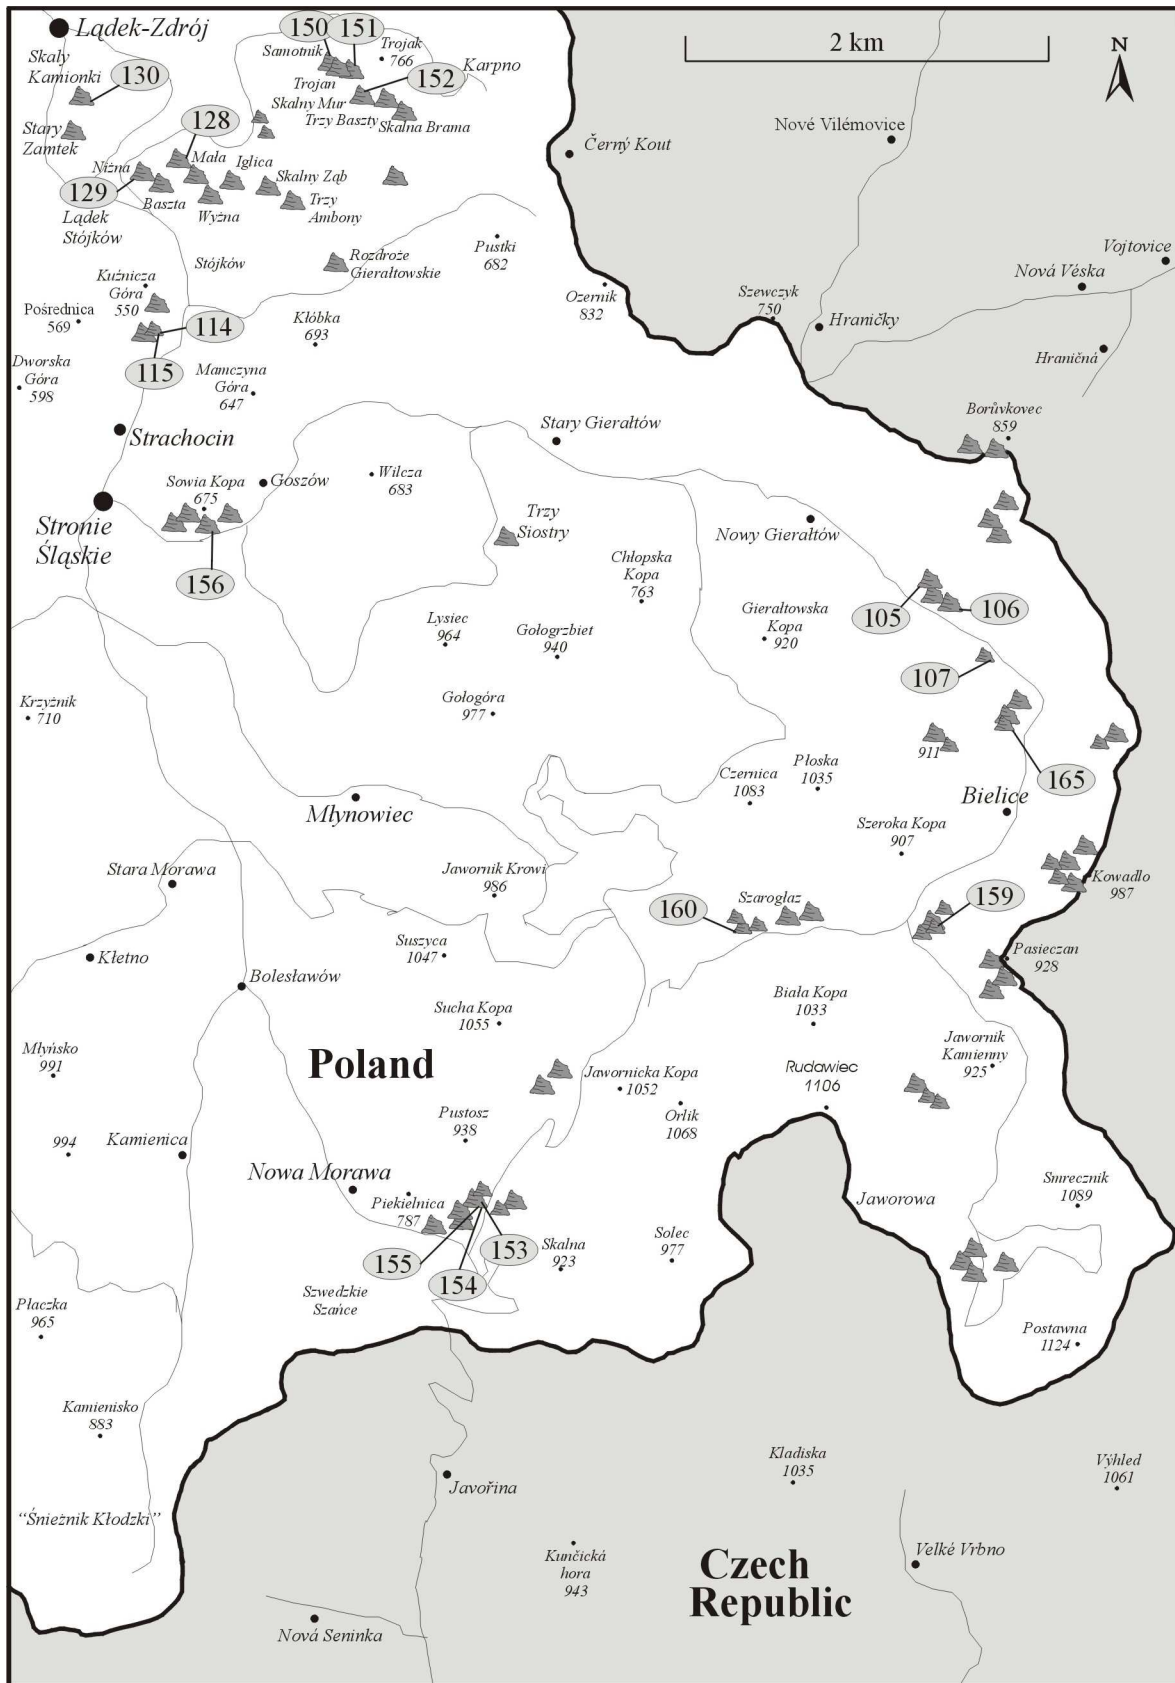 Lądek-Zdrój
150
151
Samotnik
Trojak
766
2 km
N
Skały
Kamionki
130
Trojan
152
Karpno
Skalny Mur
Trzy Baszty
Skalna Brama
128
Stary
Zamtek
Černý Kout
Nové Vilémovice
Niżna
Mała
Iglica
Skalny Ząb
129
Baszta
Wyżna
Trzy
Ambony
Lądek
Stójków
Stójków
Rozdroże
Gierałtowskie
Pustki
682
Vojtovice
Nová Véska
Kuźnicza
Góra
550
Ozernik
832
Szewczyk
750
Pośrednica
569
114
Kłóbka
693
Hraničky
Hraničná
115
Dworska
Góra
598
Mamczyna
Góra
647
Borůvkovec
859
Strachocin
Stary Gierałtów
Sowia Kopa
675
Goszów
Wilcza
683
Stronie
Śląskie
Trzy
Siostry
Nowy Gierałtów
156
Chłopska
Kopa
763
105
106
Gierałtowska
Kopa
920
Lysiec
964
Gołogrzbiet
940
107
Krzyżnik
710
Gołogóra
977
911
Czernica
1083
Płoska
1035
165
Bielice
Młynowiec
Szeroka Kopa
907
Stara Morawa
Jawornik Krowi
986
Kowadlo
987
160
Szarogłaz
159
Kłetno
Suszyca
1047
Pasieczan
928
Bolesławów
Sucha Kopa
1055
Biała Kopa
1033
Młyńsko
991
Poland
Jawornik
Kamienny
925
Jawornicka Kopa
1052
Rudawiec
1106
Orlik
1068
Pustosz
938
994
Kamienica
Nowa Morawa
Piekielnica
787
Jaworowa
Smrecznik
1089
155
154
153
Skalna
923
Solec
977
Szwedzkie
Szańce
Płaczka
965
Postawna
1124
Kamienisko
883
Kladiska
1035
Výhled
1061
Javořina
"Śnieżnik Kłodzki"
Kunčická
hora
943
Czech
Republic
Velké Vrbno
Nová Seninka